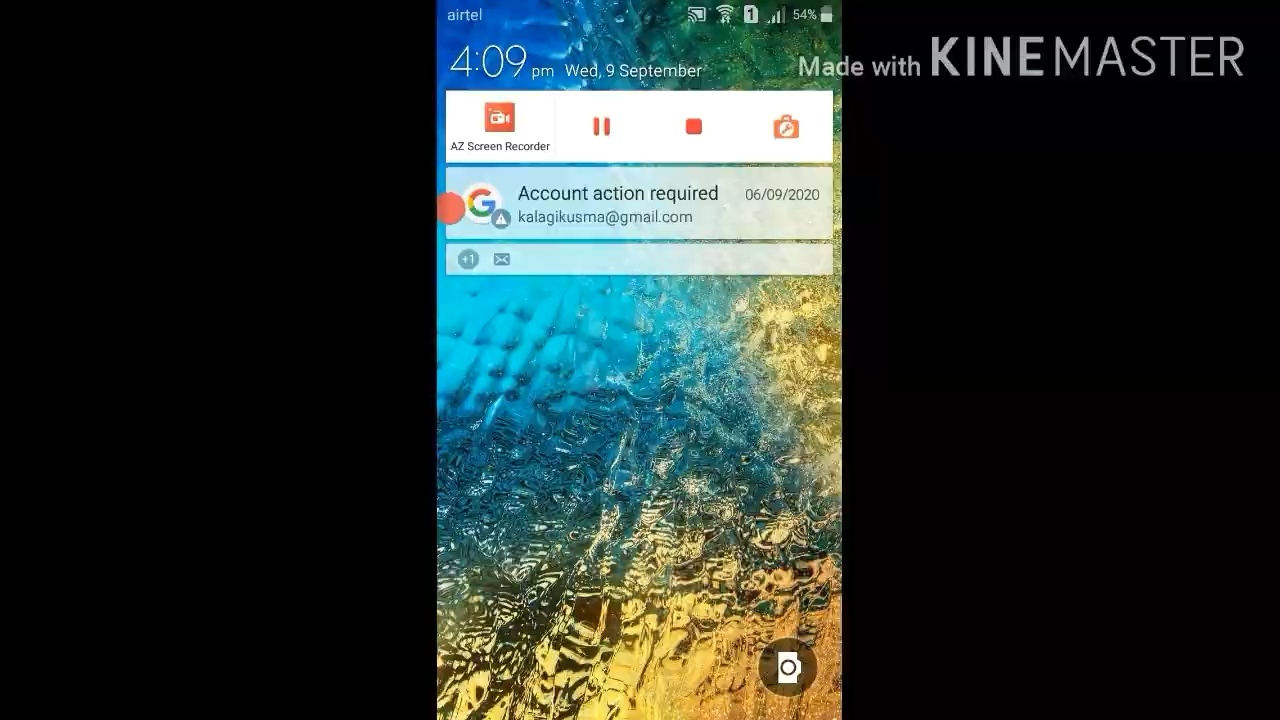 airtel
1
54%
4:09 pm Wed, 9 September
Made with KINEMASTER
AZ Screen Recorder
Account action required 06/09/2020
kalagikusma@gmail.com
+1